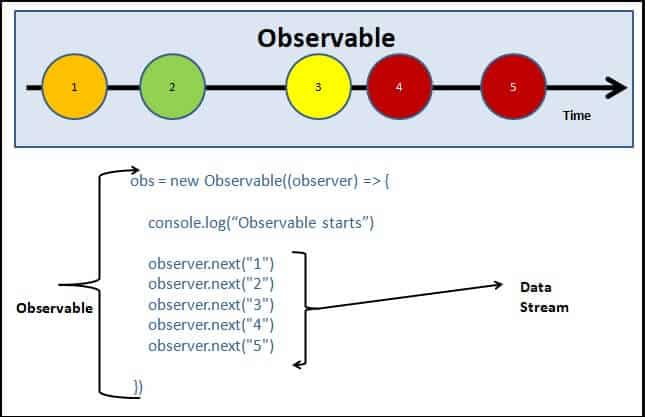 Observable
1
2
3
4
5
Time
obs = new Observable((observer) => {
console.log(“Observable starts”)
observer.next("1")
observer.next("2")
observer.next("3")
observer.next("4")
observer.next("5")
})
Observable
Data
Stream